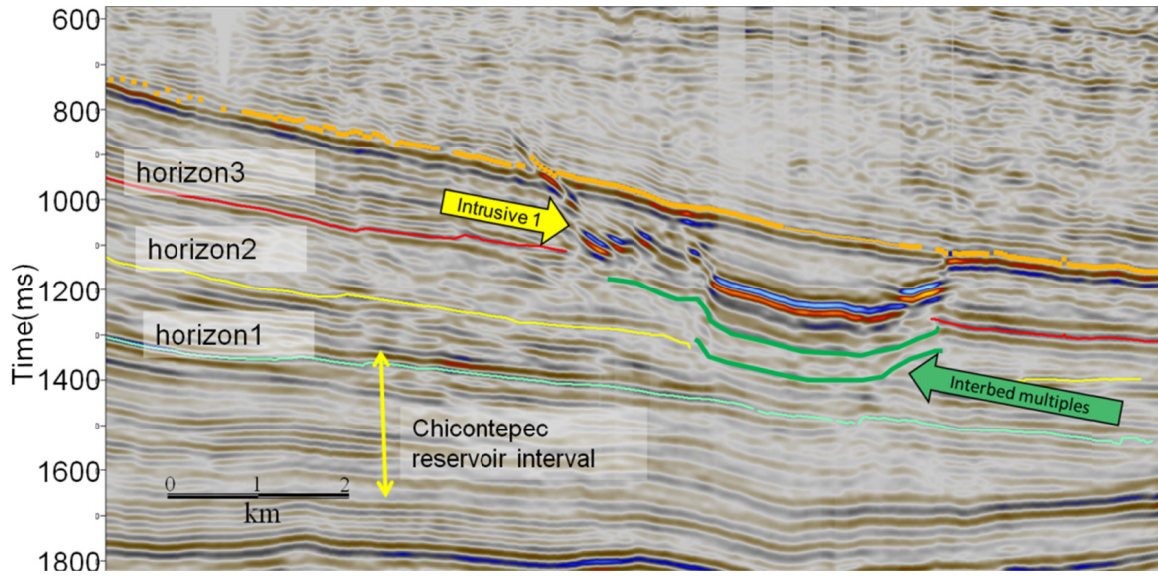 600
800
1000
1200
1400
1600
1800
Time(ms)
horizon3
horizon2
horizon1
Intrusive 1
Interbed multiples
Chicontepec
reservoir interval
0 1 2
km